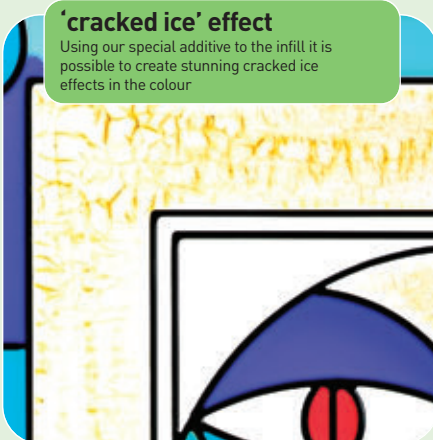 ‘cracked ice’ effect
Using our special additive to the infill it is
possible to create stunning cracked ice
effects in the colour